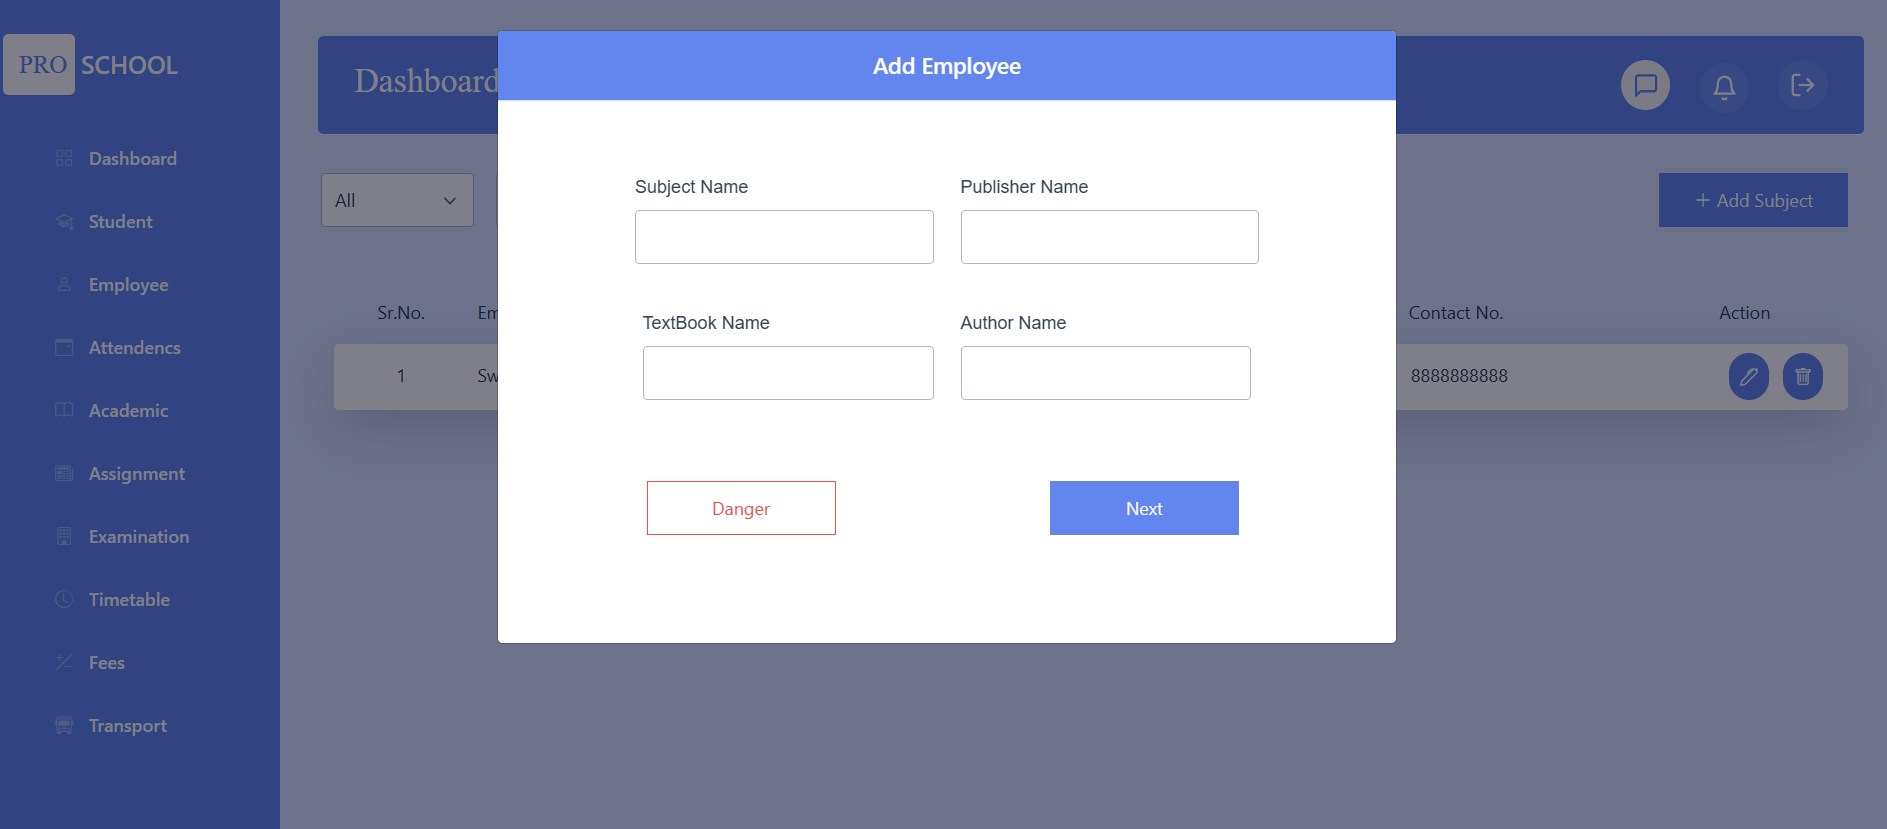 PRO SCHOOL
Dashboard
Student
Employee
Attendencs
Academic
Assignment
Examination
Timetable
Fees
Transport
Dashboard
All
+ Add Subject
Sr.No. Em Contact No. Action
1 Sw 8888888888
Add Employee
Subject Name Publisher Name
TextBook Name Author Name
Danger Next